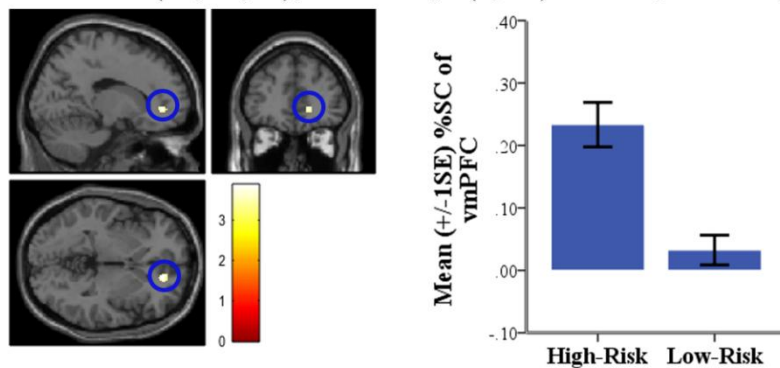 3
2
1
0
Mean (+/-1SE) %SC of
vmPFC
.40
.30
.20
.10
.00
-.10
High-Risk
Low-Risk